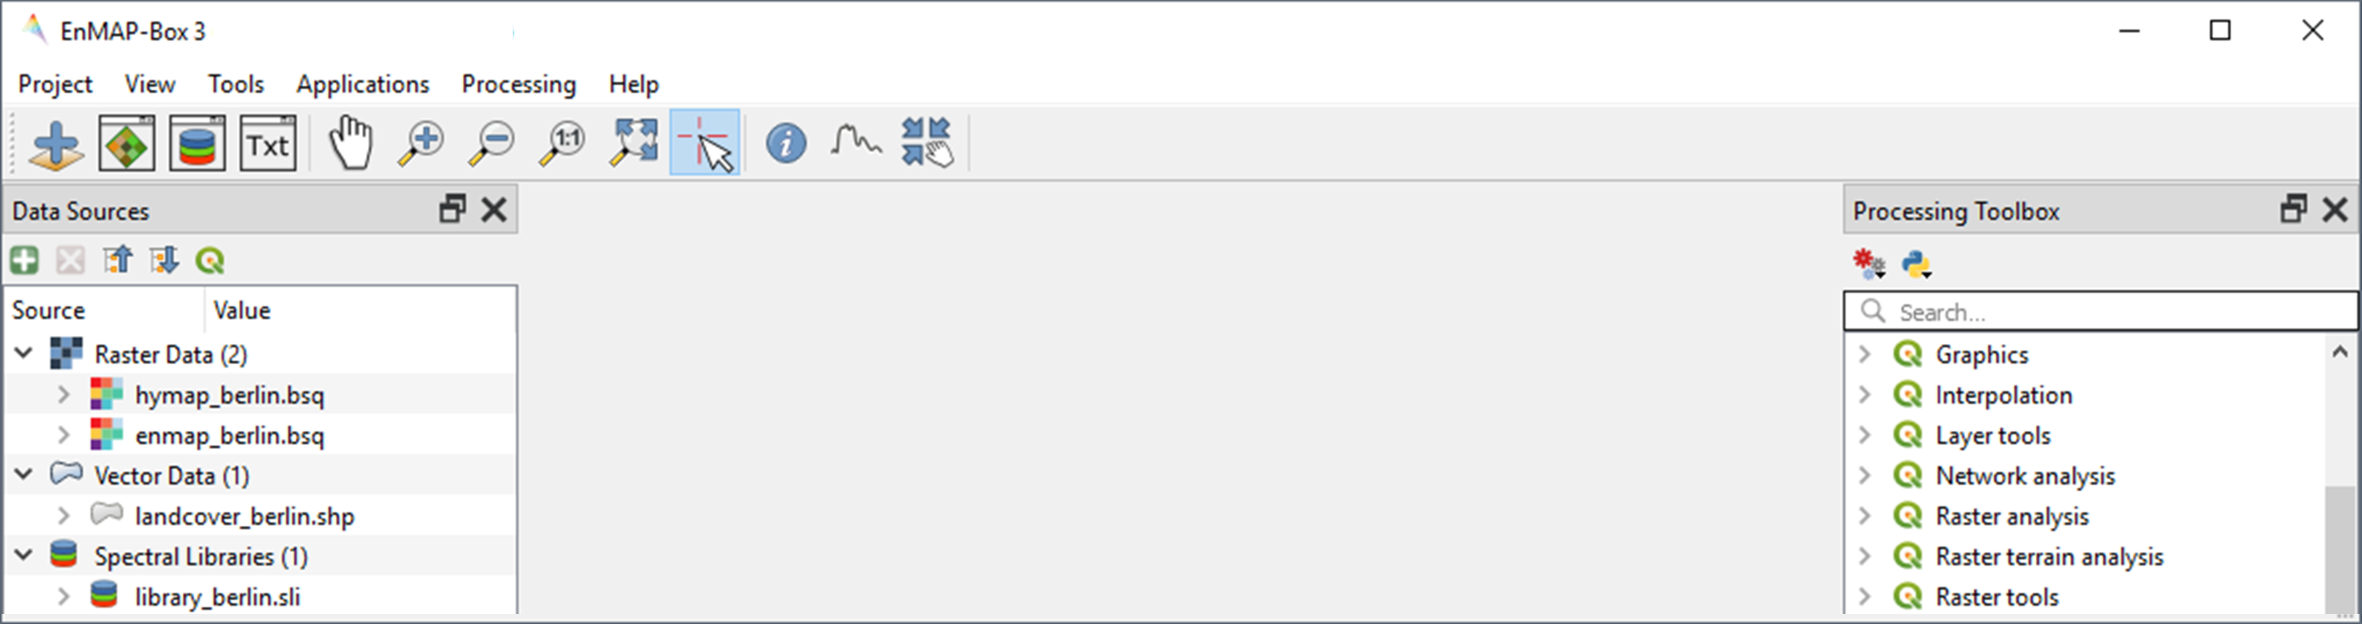 EnMAP-Box 3
Project View Tools Applications Processing Help
Txt 1:1
Data Sources
Source Value
Raster Data (2)
hymap_berlin.bsq
enmap_berlin.bsq
Vector Data (1)
landcover_berlin.shp
Spectral Libraries (1)
library_berlin.sli
Processing Toolbox
Search...
Graphics
Interpolation
Layer tools
Network analysis
Raster analysis
Raster terrain analysis
Raster tools